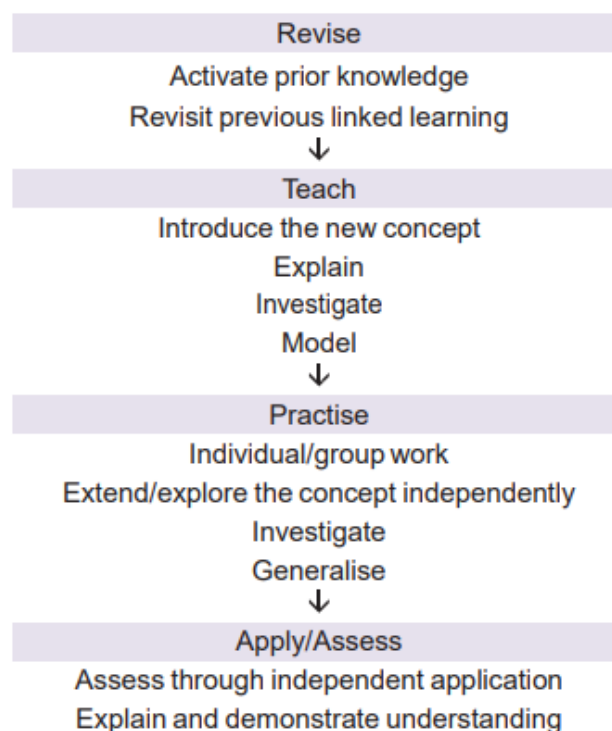 Revise
Activate prior knowledge
Revisit previous linked learning
↓
Teach
Introduce the new concept
Explain
Investigate
Model
↓
Practise
Individual/group work
Extend/explore the concept independently
Investigate
Generalise
↓
Apply/Assess
Assess through independent application
Explain and demonstrate understanding